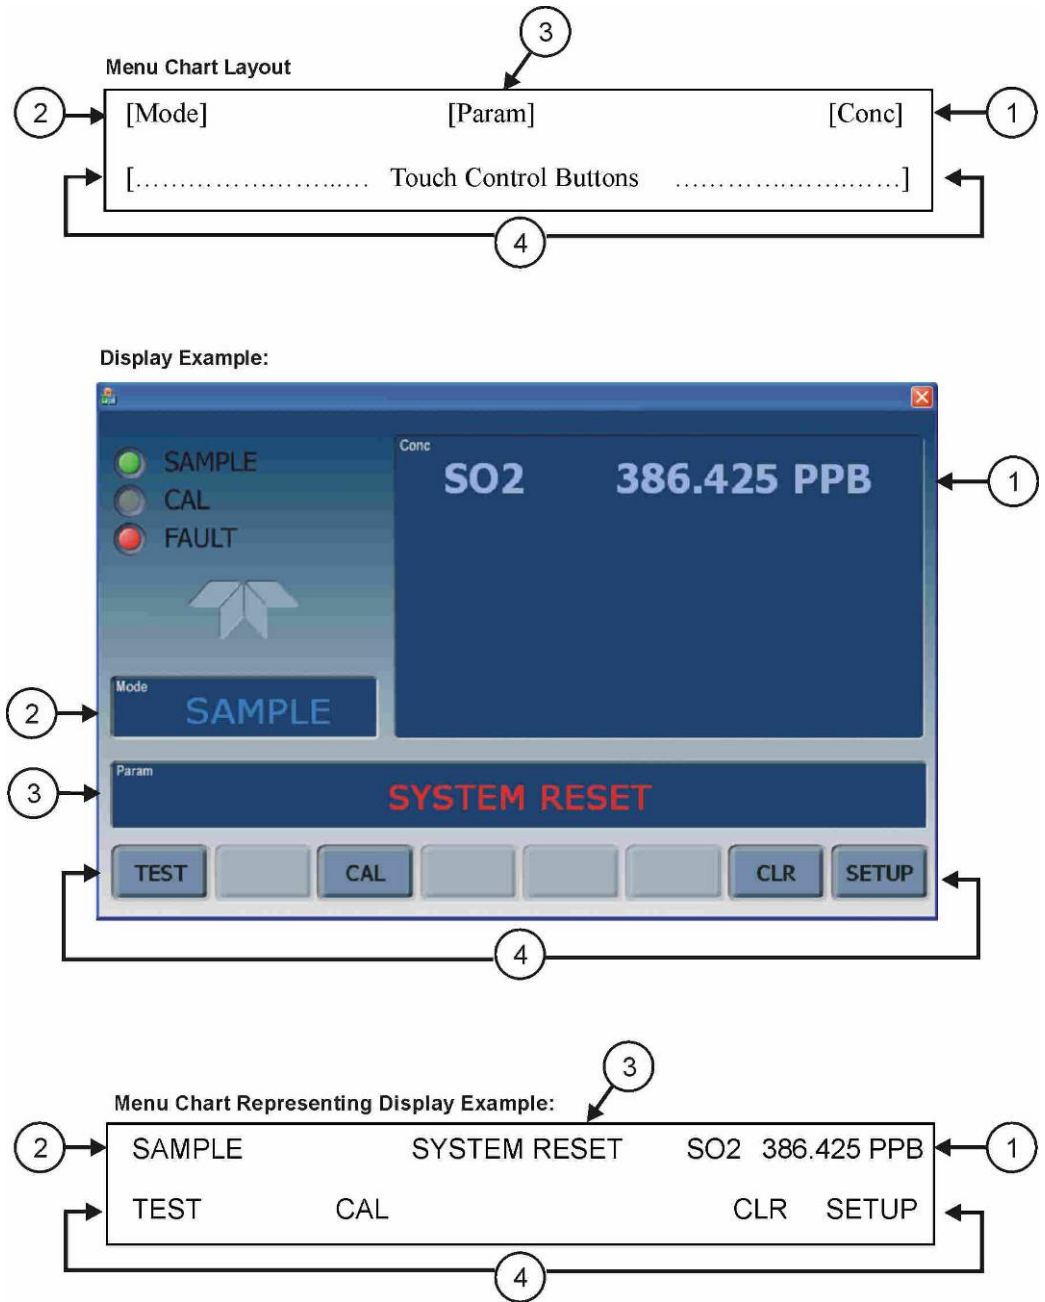 3
Menu Chart Layout
2 [Mode] [Param] [Conc] 1
[........................ Touch Control Buttons ........................]
4
Display Example:
SAMPLE
CAL
FAULT
Conc
SO2 386.425 PPB
1
Mode
2 SAMPLE
Param
3 SYSTEM RESET
TEST CAL CLR SETUP
4
3
Menu Chart Representing Display Example:
2 SAMPLE SYSTEM RESET SO2 386.425 PPB 1
TEST CAL CLR SETUP
4